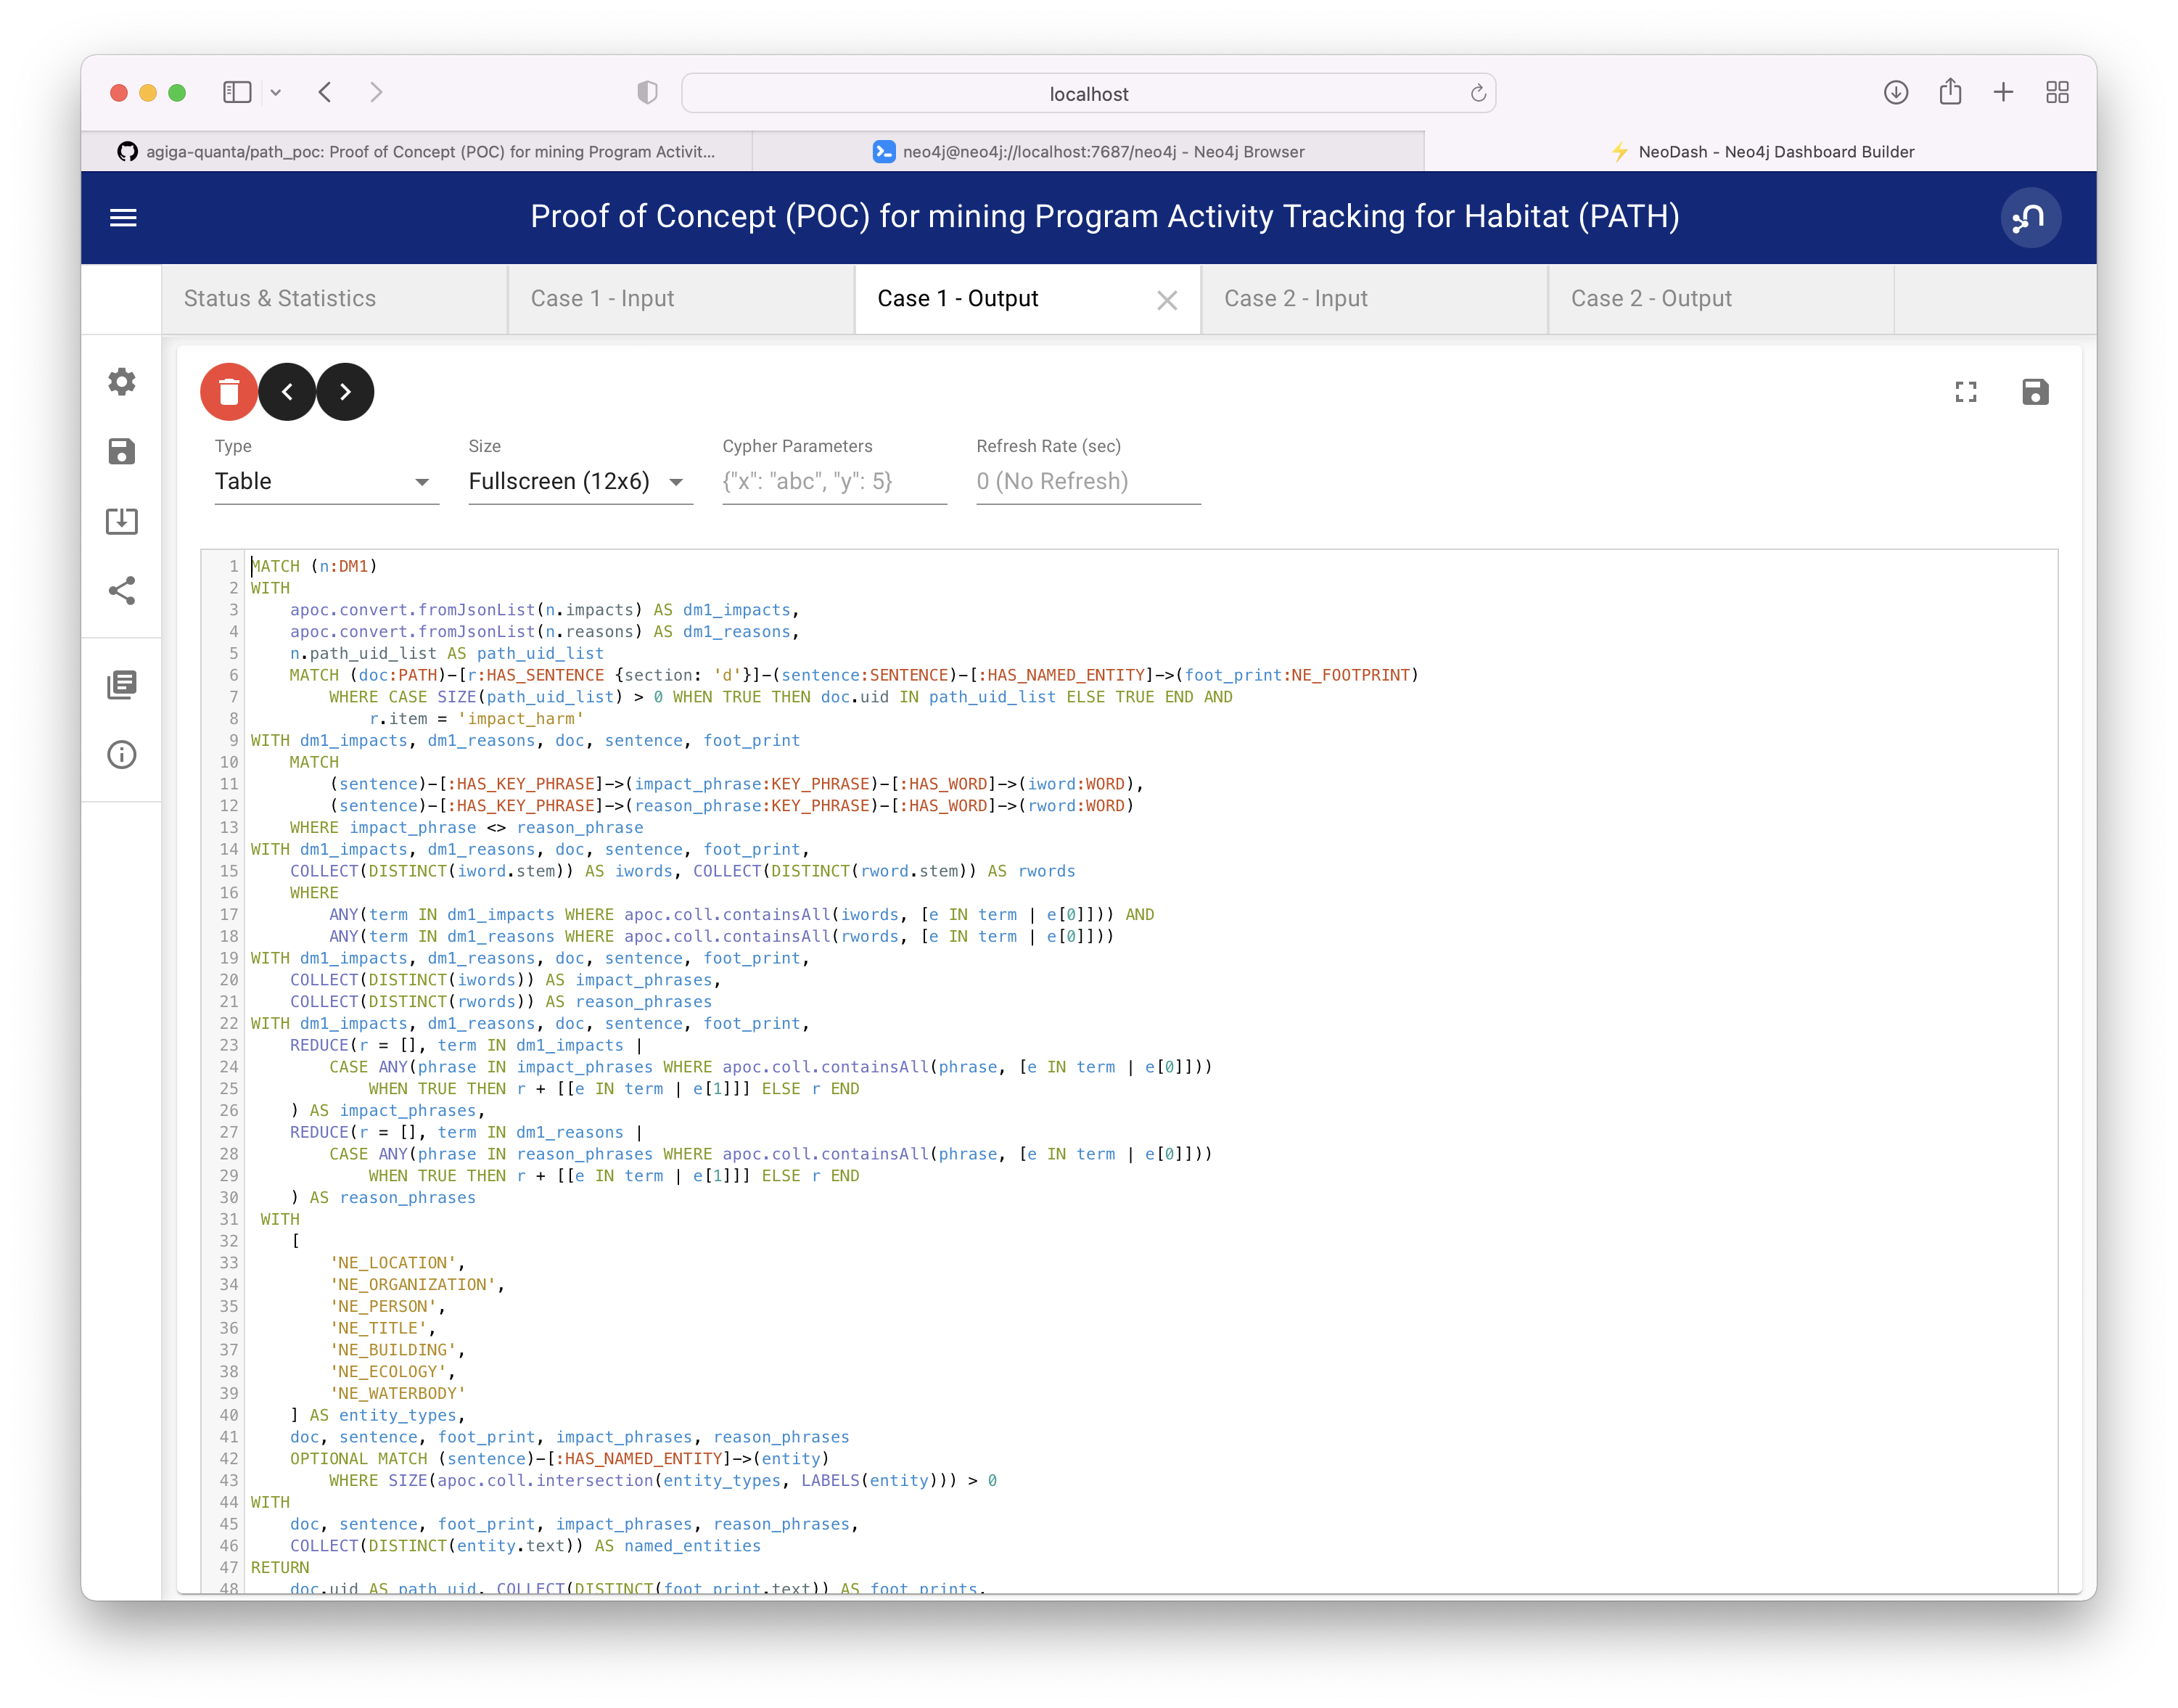 localhost
agiga-quanta/path_poc: Proof of Concept (POC) for mining Program Activit...
neo4j@neo4j://localhost:7687/neo4j - Neo4j Browser
NeoDash - Neo4j Dashboard Builder
Proof of Concept (POC) for mining Program Activity Tracking for Habitat (PATH)
Status & Statistics
Case 1 - Input
Case 1 - Output
Case 2 - Input
Case 2 - Output
Type
Size
Cypher Parameters
Refresh Rate (sec)
Table
Fullscreen (12x6)
{"x": "abc", "y": 5}
0 (No Refresh)
1 MATCH (n:DM1)
2 WITH
3     apoc.convert.fromJsonList(n.impacts) AS dm1_impacts,
4     apoc.convert.fromJsonList(n.reasons) AS dm1_reasons,
5     n.path_uid_list AS path_uid_list
6     MATCH (doc:PATH)-[r:HAS_SENTENCE {section: 'd'}]-(sentence:SENTENCE)-[:HAS_NAMED_ENTITY]->(foot_print:NE_FOOTPRINT)
7         WHERE CASE SIZE(path_uid_list) > 0 WHEN TRUE THEN doc.uid IN path_uid_list ELSE TRUE END AND
8             r.item = 'impact_harm'
9 WITH dm1_impacts, dm1_reasons, doc, sentence, foot_print
10     MATCH
11         (sentence)-[:HAS_KEY_PHRASE]->(impact_phrase:KEY_PHRASE)-[:HAS_WORD]->(iword:WORD),
12         (sentence)-[:HAS_KEY_PHRASE]->(reason_phrase:KEY_PHRASE)-[:HAS_WORD]->(rword:WORD)
13     WHERE impact_phrase <> reason_phrase
14 WITH dm1_impacts, dm1_reasons, doc, sentence, foot_print,
15     COLLECT(DISTINCT(iword.stem)) AS iwords, COLLECT(DISTINCT(rword.stem)) AS rwords
16     WHERE
17         ANY(term IN dm1_impacts WHERE apoc.coll.containsAll(iwords, [e IN term | e[0]])) AND
18         ANY(term IN dm1_reasons WHERE apoc.coll.containsAll(rwords, [e IN term | e[0]]))
19 WITH dm1_impacts, dm1_reasons, doc, sentence, foot_print,
20     COLLECT(DISTINCT(iwords)) AS impact_phrases,
21     COLLECT(DISTINCT(rwords)) AS reason_phrases
22 WITH dm1_impacts, dm1_reasons, doc, sentence, foot_print,
23     REDUCE(r = [], term IN dm1_impacts |
24         CASE ANY(phrase IN impact_phrases WHERE apoc.coll.containsAll(phrase, [e IN term | e[0]]))
25             WHEN TRUE THEN r + [[e IN term | e[1]]] ELSE r END
26     ) AS impact_phrases,
27     REDUCE(r = [], term IN dm1_reasons |
28         CASE ANY(phrase IN reason_phrases WHERE apoc.coll.containsAll(phrase, [e IN term | e[0]]))
29             WHEN TRUE THEN r + [[e IN term | e[1]]] ELSE r END
30     ) AS reason_phrases
31  WITH
32     [
33         'NE_LOCATION',
34         'NE_ORGANIZATION',
35         'NE_PERSON',
36         'NE_TITLE',
37         'NE_BUILDING',
38         'NE_ECOLOGY',
39         'NE_WATERBODY'
40     ] AS entity_types,
41     doc, sentence, foot_print, impact_phrases, reason_phrases
42     OPTIONAL MATCH (sentence)-[:HAS_NAMED_ENTITY]->(entity)
43         WHERE SIZE(apoc.coll.intersection(entity_types, LABELS(entity))) > 0
44 WITH
45     doc, sentence, foot_print, impact_phrases, reason_phrases,
46     COLLECT(DISTINCT(entity.text)) AS named_entities
47 RETURN
48     doc.uid AS path_uid, COLLECT(DISTINCT(foot_print.text)) AS foot_prints,